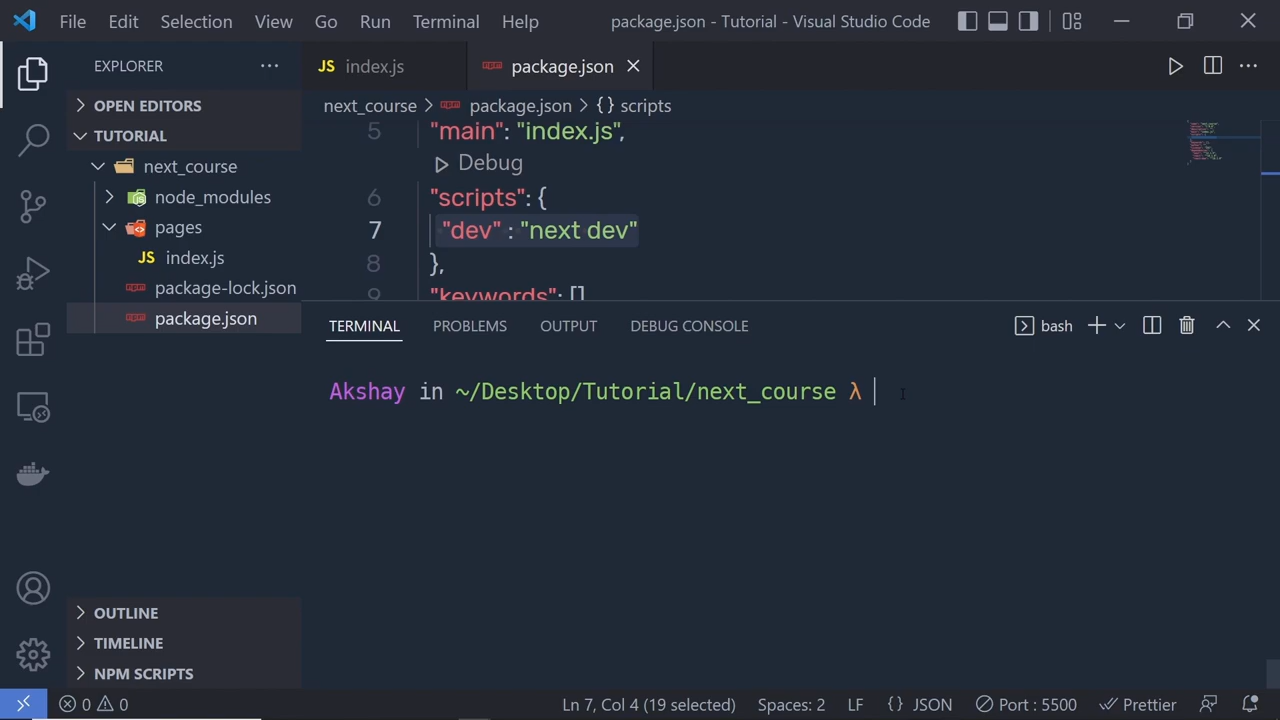 File Edit Selection View Go Run Terminal Help package.json - Tutorial - Visual Studio Code
EXPLORER
OPEN EDITORS
TUTORIAL
next_course
node_modules
pages
JS index.js
package-lock.json
package.json
OUTLINE
TIMELINE
NPM SCRIPTS
JS index.js package.json
next_course > package.json > {} scripts
5 "main": "index.js",
Debug
6 "scripts": {
7 "dev" : "next dev"
8 },
9 "keywords": []
TERMINAL PROBLEMS OUTPUT DEBUG CONSOLE bash
Akshay in ~/Desktop/Tutorial/next_course λ
0 0 Ln 7, Col 4 (19 selected) Spaces: 2 LF {} JSON Port : 5500 Prettier